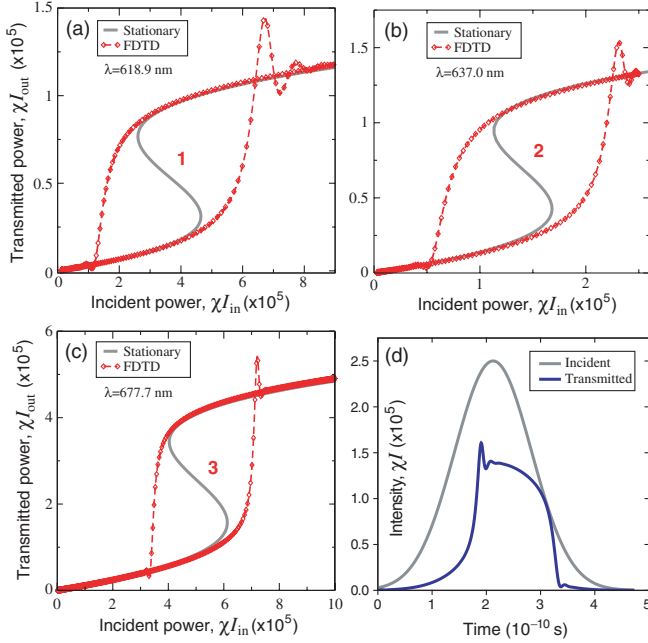 (a)
Stationary
FDTD
λ=618.9 nm
1
Transmitted power, χI_out (x10^5)
1.5
1
0.5
0
0 2 4 6 8
Incident power, χI_in (x10^5)
(b)
Stationary
FDTD
λ=637.0 nm
2
1.5
1
0.5
0
0 1 2
Incident power, χI_in (x10^5)
(c)
Stationary
FDTD
λ=677.7 nm
3
Transmitted power, χI_out (x10^5)
6
4
2
0
0 2 4 6 8 10
Incident power, χI_in (x10^5)
(d)
Incident
Transmitted
Intensity, χI (x10^5)
2.5
2.0
1.5
1.0
0.5
0
0 1 2 3 4 5
Time (10^-10 s)